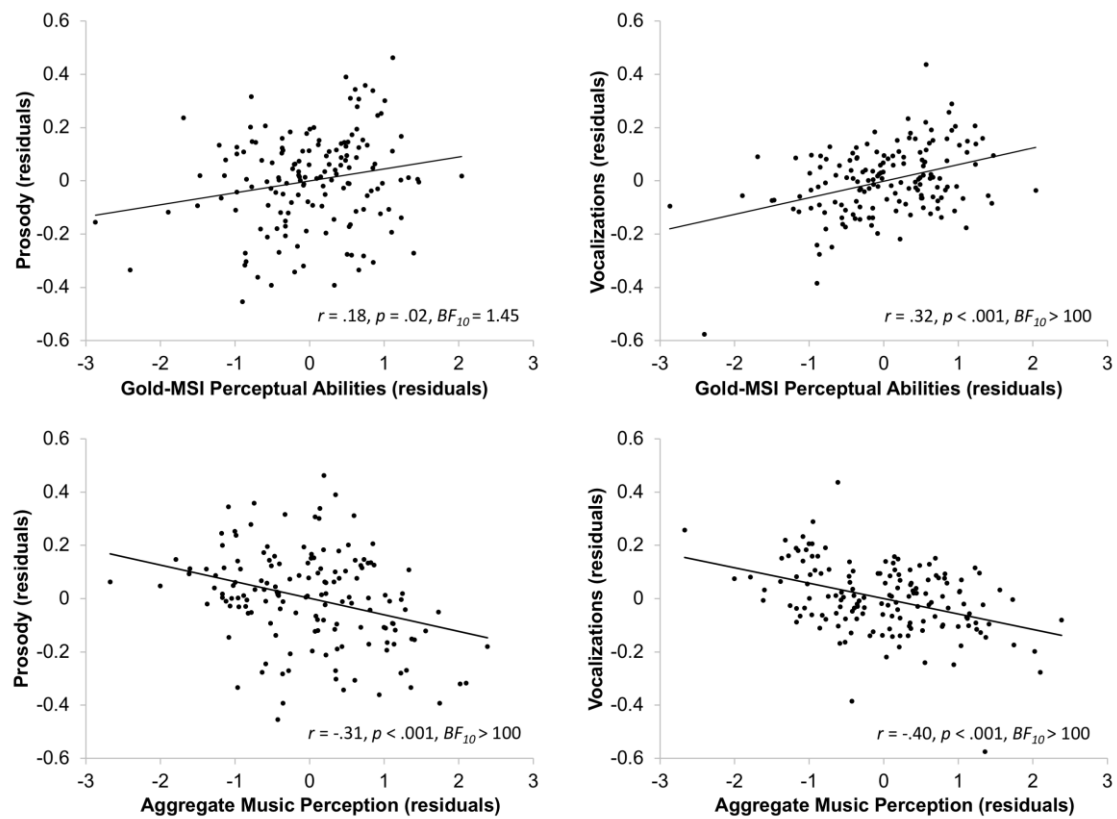 Prosody (residuals)
0.6
0.4
0.2
0
-0.2
-0.4
-0.6
r = .18, p = .02, BF10 = 1.45
-3 -2 -1 0 1 2 3
Gold-MSI Perceptual Abilities (residuals)
Vocalizations (residuals)
0.6
0.4
0.2
0
-0.2
-0.4
-0.6
r = .32, p < .001, BF10 > 100
-3 -2 -1 0 1 2 3
Gold-MSI Perceptual Abilities (residuals)
Prosody (residuals)
0.6
0.4
0.2
0
-0.2
-0.4
-0.6
r = -.31, p < .001, BF10 > 100
-3 -2 -1 0 1 2 3
Aggregate Music Perception (residuals)
Vocalizations (residuals)
0.6
0.4
0.2
0
-0.2
-0.4
-0.6
r = -.40, p < .001, BF10 > 100
-3 -2 -1 0 1 2 3
Aggregate Music Perception (residuals)